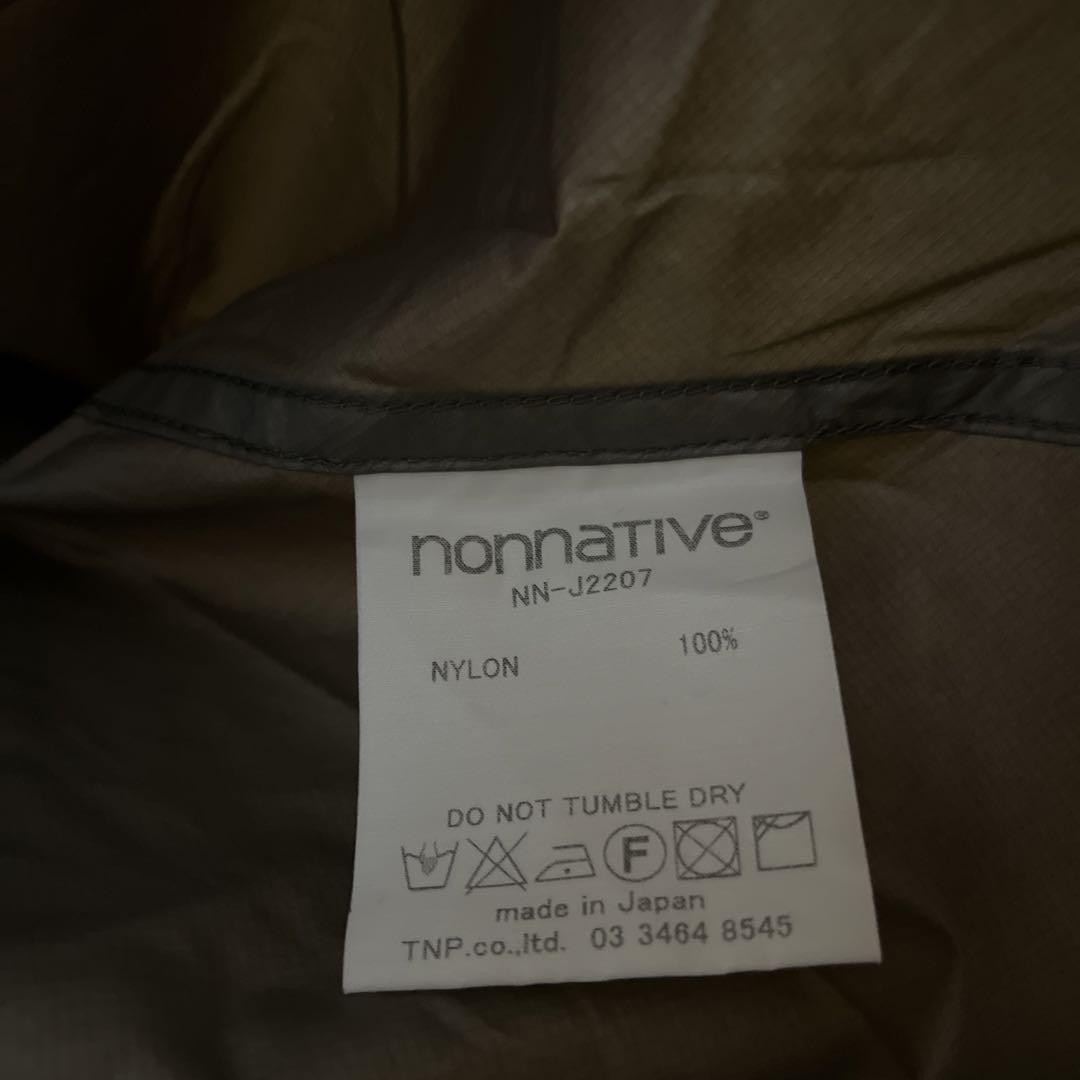 nonnaTIVe®
NN-J2207
NYLON 100%
DO NOT TUMBLE DRY
F
made in Japan
TNP.co.,ltd. 03 3464 8545